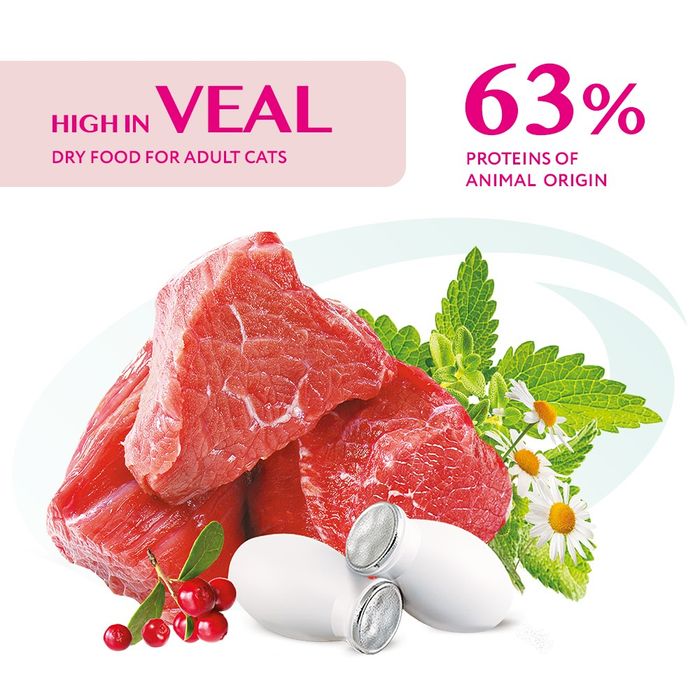 HIGH IN VEAL
DRY FOOD FOR ADULT CATS
63%
PROTEINS OF
ANIMAL ORIGIN